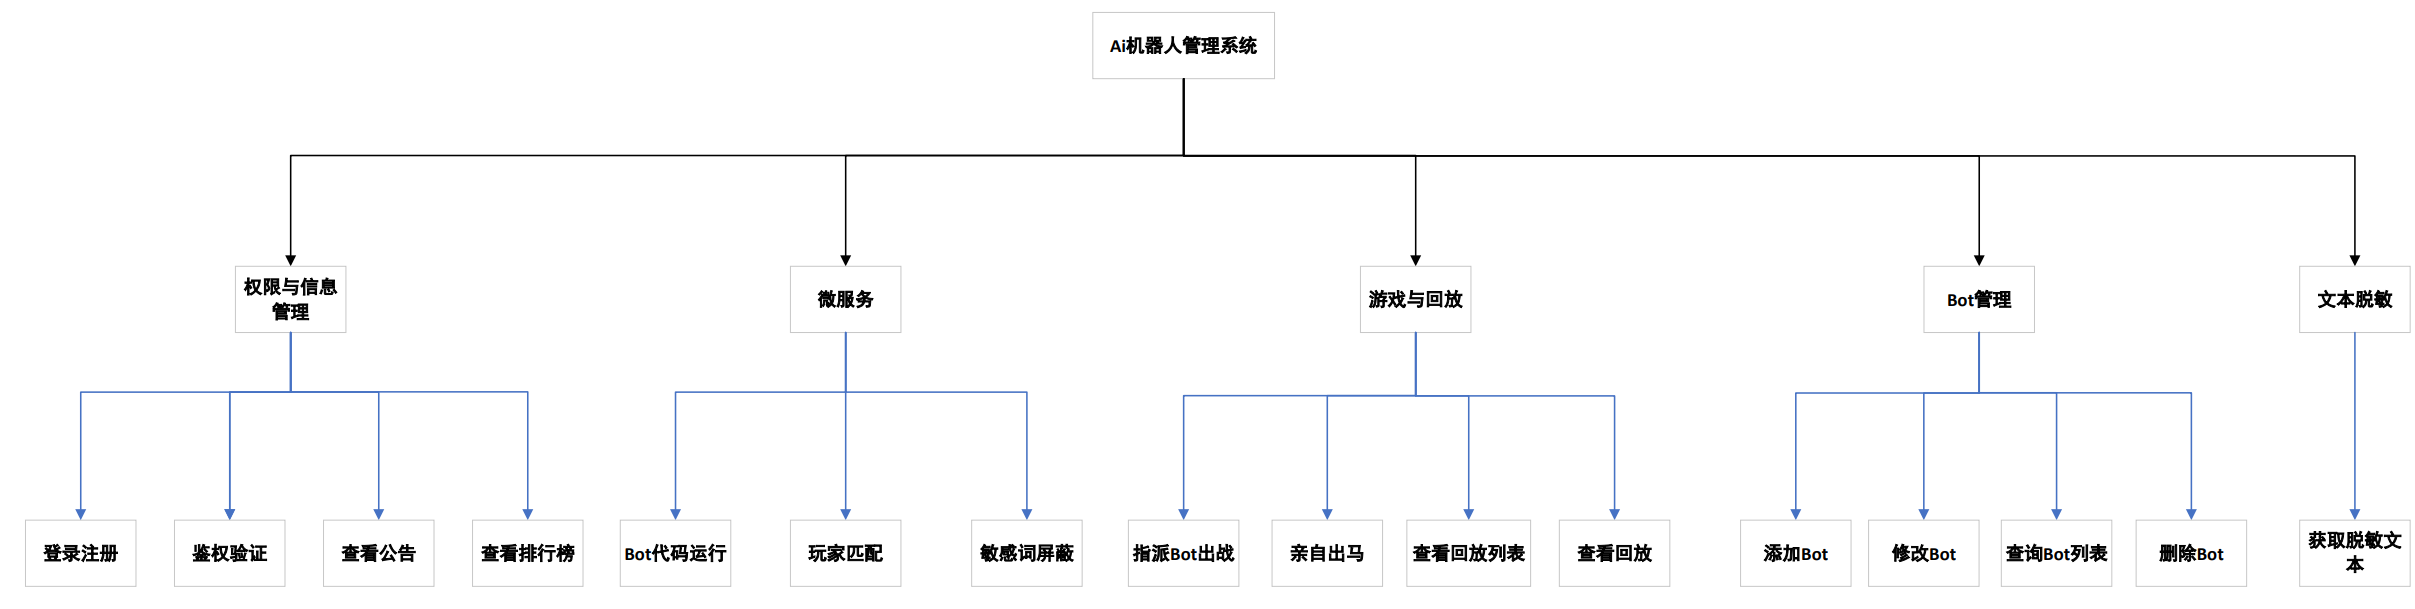 Ai机器人管理系统
权限与信息
管理
微服务
游戏与回放
Bot管理
文本脱敏
登录注册
鉴权验证
查看公告
查看排行榜
Bot代码运行
玩家匹配
敏感词屏蔽
指派Bot出战
亲自出马
查看回放列表
查看回放
添加Bot
修改Bot
查询Bot列表
删除Bot
获取脱敏文
本